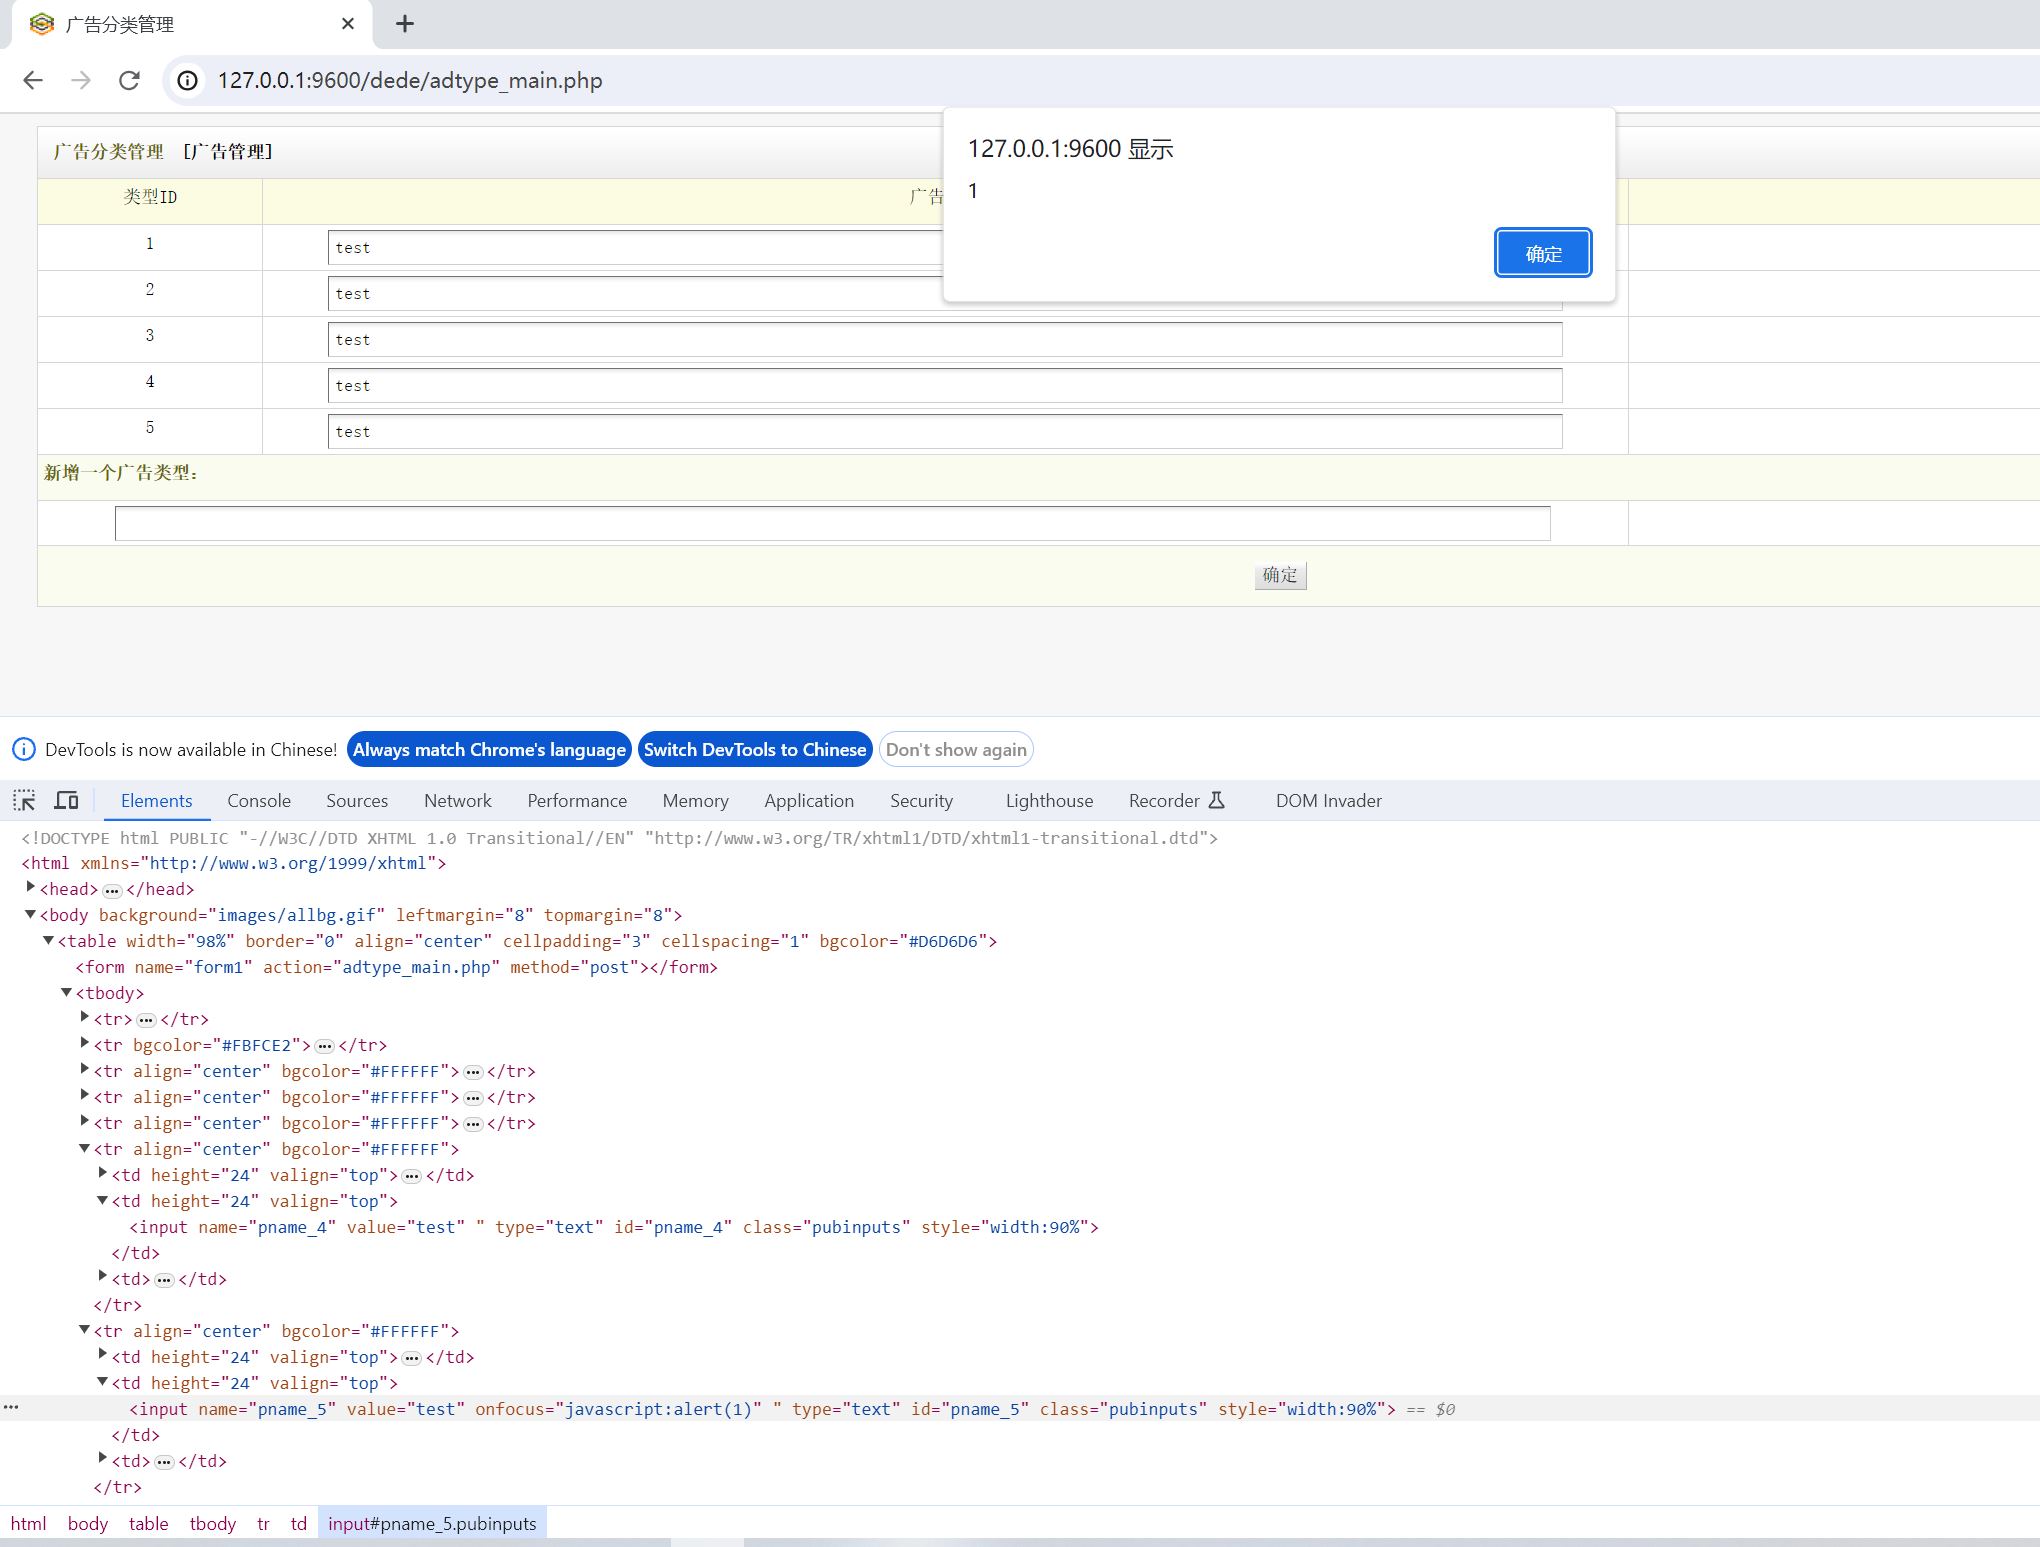 广告分类管理
127.0.0.1:9600/dede/adtype_main.php
127.0.0.1:9600 显示
1
确定
广告分类管理 [广告管理]
类型ID 广告
1 test
2 test
3 test
4 test
5 test
新增一个广告类型:
确定
DevTools is now available in Chinese! Always match Chrome's language Switch DevTools to Chinese Don't show again
Elements Console Sources Network Performance Memory Application Security Lighthouse Recorder DOM Invader
<!DOCTYPE html PUBLIC "-//W3C//DTD XHTML 1.0 Transitional//EN" "http://www.w3.org/TR/xhtml1/DTD/xhtml1-transitional.dtd">
<html xmlns="http://www.w3.org/1999/xhtml">
<head>…</head>
<body background="images/allbg.gif" leftmargin="8" topmargin="8">
<table width="98%" border="0" align="center" cellpadding="3" cellspacing="1" bgcolor="#D6D6D6">
<form name="form1" action="adtype_main.php" method="post"></form>
<tbody>
<tr>…</tr>
<tr bgcolor="#FBFCE2">…</tr>
<tr align="center" bgcolor="#FFFFFF">…</tr>
<tr align="center" bgcolor="#FFFFFF">…</tr>
<tr align="center" bgcolor="#FFFFFF">…</tr>
<tr align="center" bgcolor="#FFFFFF">
<td height="24" valign="top">…</td>
<td height="24" valign="top">
<input name="pname_4" value="test" " type="text" id="pname_4" class="pubinputs" style="width:90%">
</td>
<td>…</td>
</tr>
<tr align="center" bgcolor="#FFFFFF">
<td height="24" valign="top">…</td>
<td height="24" valign="top">
<input name="pname_5" value="test" onfocus="javascript:alert(1)" " type="text" id="pname_5" class="pubinputs" style="width:90%"> == $0
</td>
<td>…</td>
</tr>
html body table tbody tr td input#pname_5.pubinputs